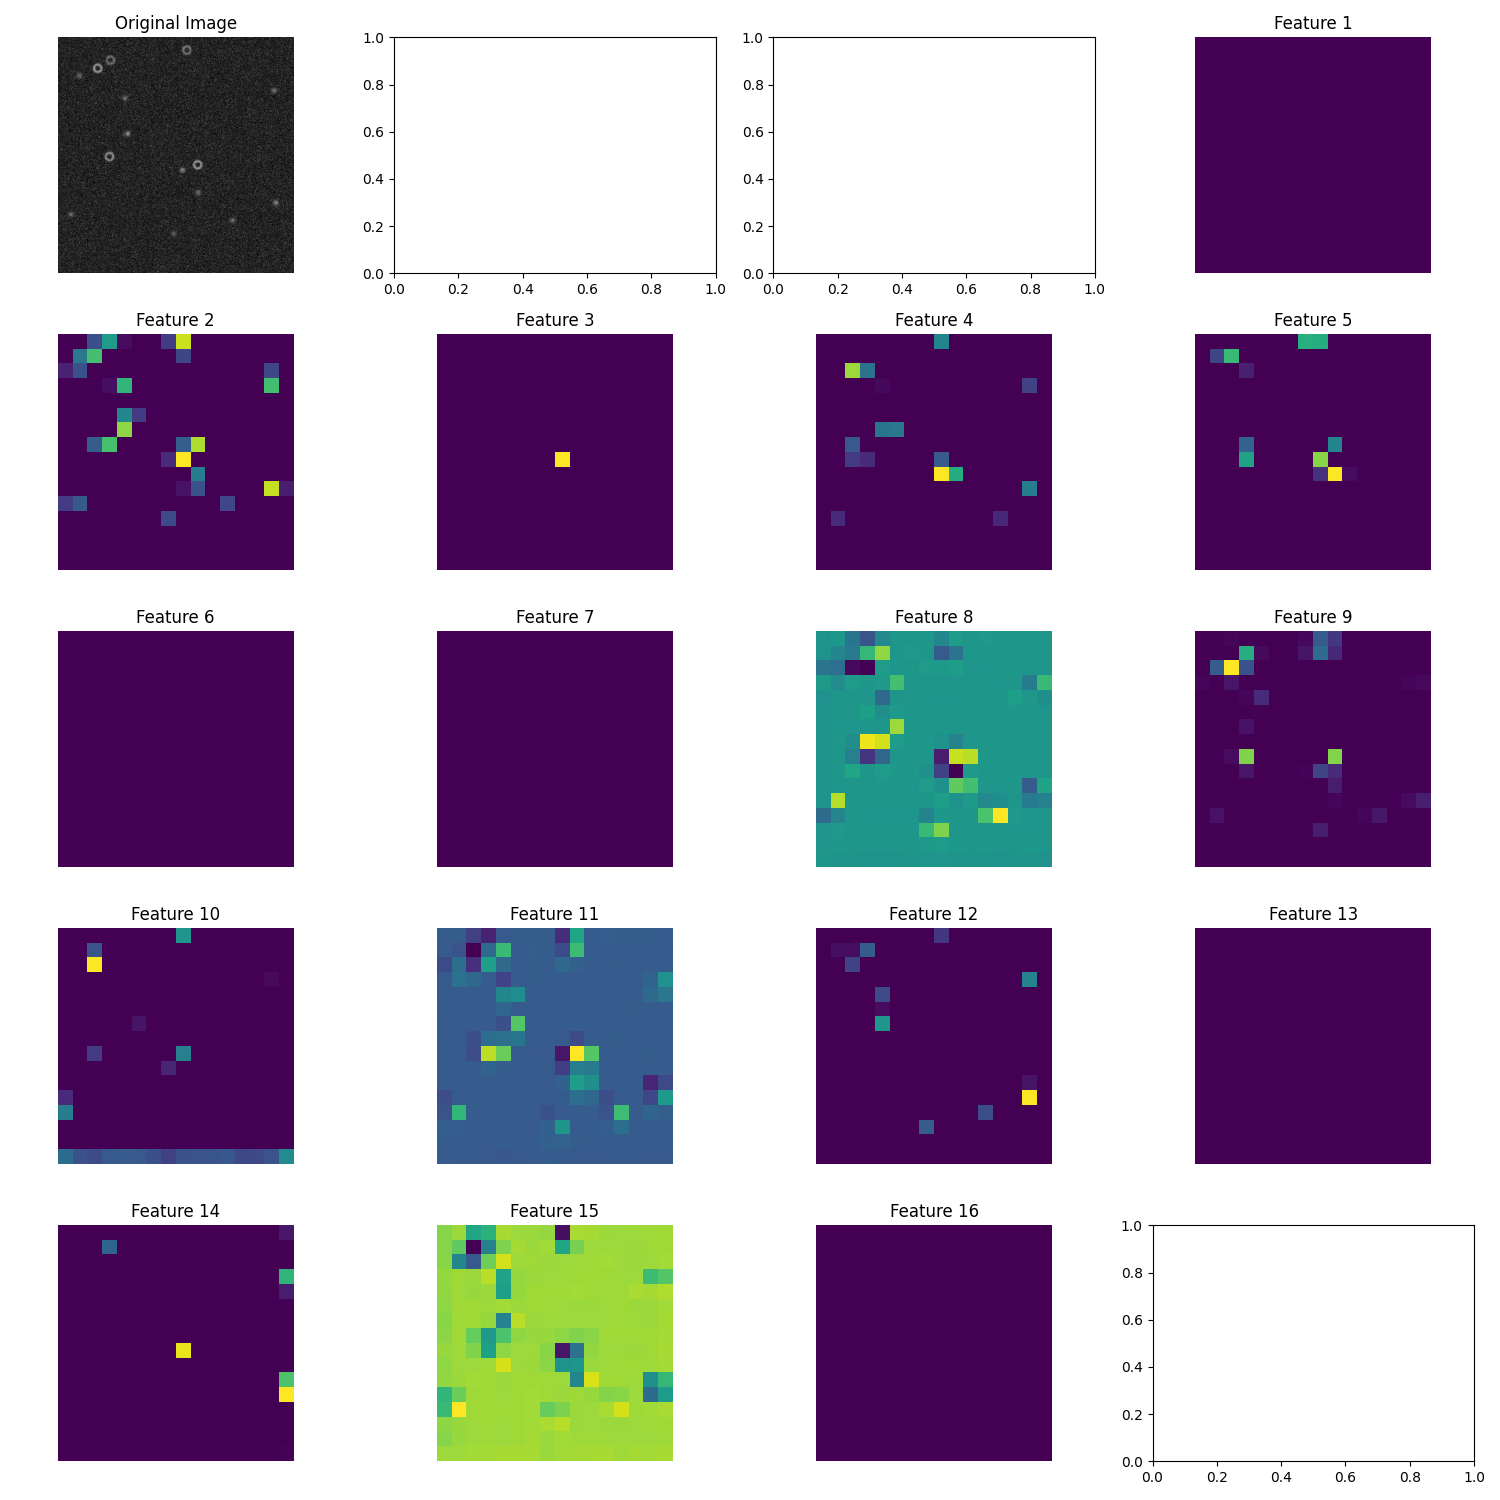 Original Image
Feature 1
1.0
0.8
0.6
0.4
0.2
0.0
0.0 0.2 0.4 0.6 0.8 1.0
1.0
0.8
0.6
0.4
0.2
0.0
0.0 0.2 0.4 0.6 0.8 1.0
Feature 2
Feature 3
Feature 4
Feature 5
Feature 6
Feature 7
Feature 8
Feature 9
Feature 10
Feature 11
Feature 12
Feature 13
Feature 14
Feature 15
Feature 16
1.0
0.8
0.6
0.4
0.2
0.0
0.0 0.2 0.4 0.6 0.8 1.0